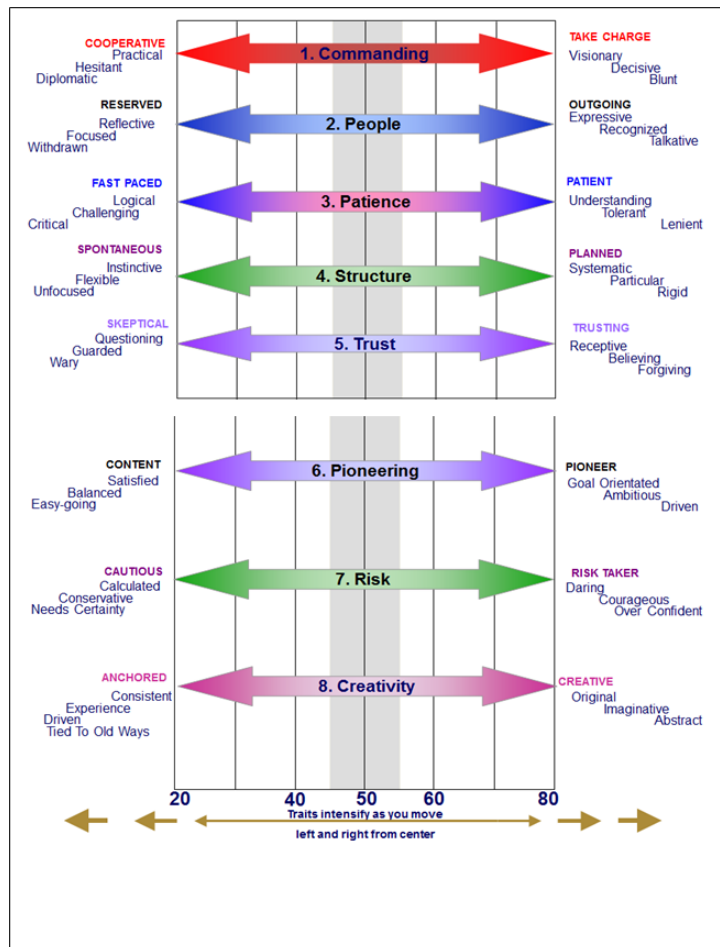 COOPERATIVE
Practical
Hesitant
Diplomatic
1. Commanding
TAKE CHARGE
Visionary
Decisive
Blunt
RESERVED
Reflective
Focused
Withdrawn
2. People
OUTGOING
Expressive
Recognized
Talkative
FAST PACED
Logical
Challenging
Critical
3. Patience
PATIENT
Understanding
Tolerant
Lenient
SPONTANEOUS
Instinctive
Flexible
Unfocused
4. Structure
PLANNED
Systematic
Particular
Rigid
SKEPTICAL
Questioning
Guarded
Wary
5. Trust
TRUSTING
Receptive
Believing
Forgiving
CONTENT
Satisfied
Balanced
Easy-going
6. Pioneering
PIONEER
Goal Orientated
Ambitious
Driven
CAUTIOUS
Calculated
Conservative
Needs Certainty
7. Risk
RISK TAKER
Daring
Courageous
Over Confident
ANCHORED
Consistent
Experience
Driven
Tied To Old Ways
8. Creativity
CREATIVE
Original
Imaginative
Abstract
20 40 50 60 80
Traits intensify as you move
left and right from center